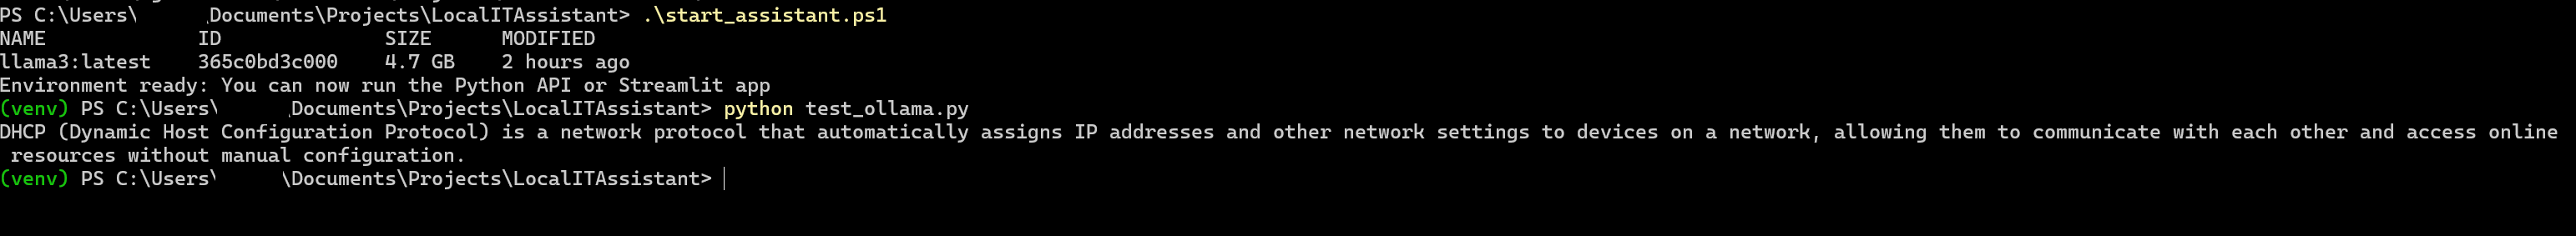 PS C:\Users\ Documents\Projects\LocalITAssistant> .\start_assistant.ps1
NAME ID SIZE MODIFIED
llama3:latest 365c0bd3c000 4.7 GB 2 hours ago
Environment ready: You can now run the Python API or Streamlit app
(venv) PS C:\Users\ Documents\Projects\LocalITAssistant> python test_ollama.py
DHCP (Dynamic Host Configuration Protocol) is a network protocol that automatically assigns IP addresses and other network settings to devices on a network, allowing them to communicate with each other and access online
resources without manual configuration.
(venv) PS C:\Users\ \Documents\Projects\LocalITAssistant>